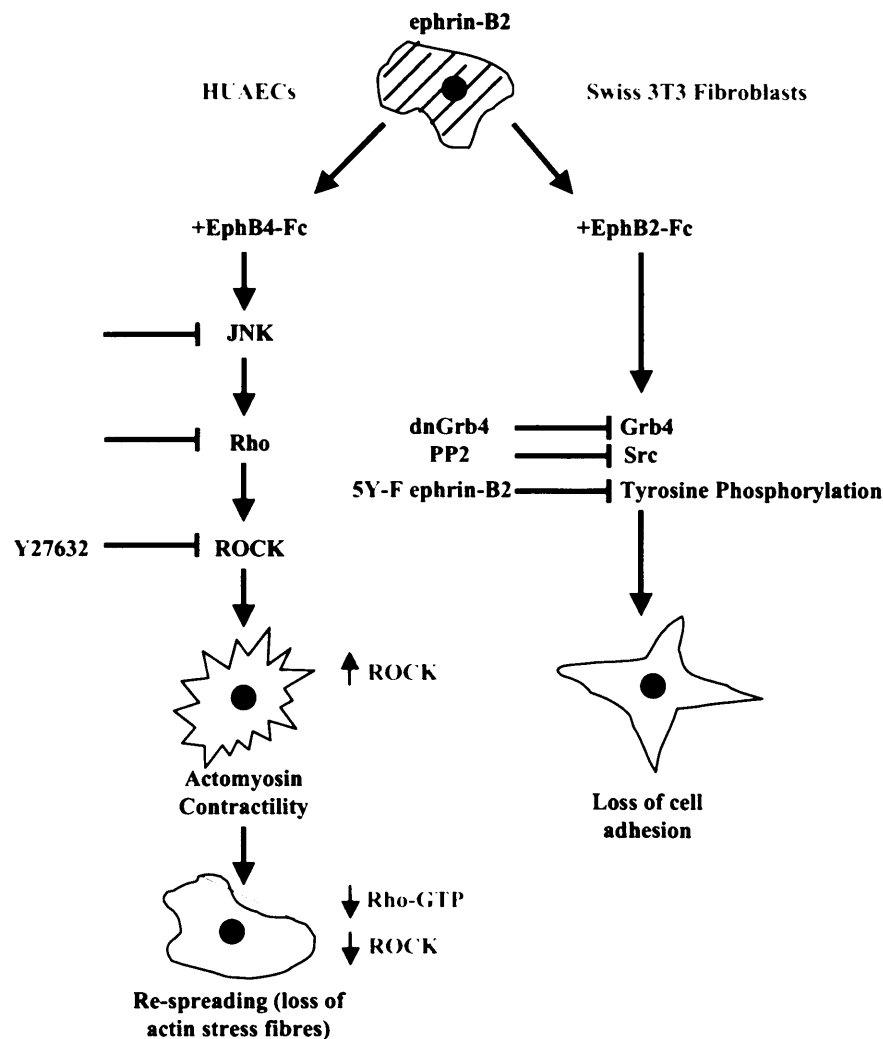 ephrin-B2
HUAECs
Swiss 3T3 Fibroblasts
+EphB4-Fc
+EphB2-Fc
JNK
Rho
Y27632
ROCK
dnGrb4
Grb4
PP2
Src
5Y-F ephrin-B2
Tyrosine Phosphorylation
ROCK
Actomyosin
Contractility
Loss of cell
adhesion
Rho-GTP
ROCK
Re-spreading (loss of
actin stress fibres)